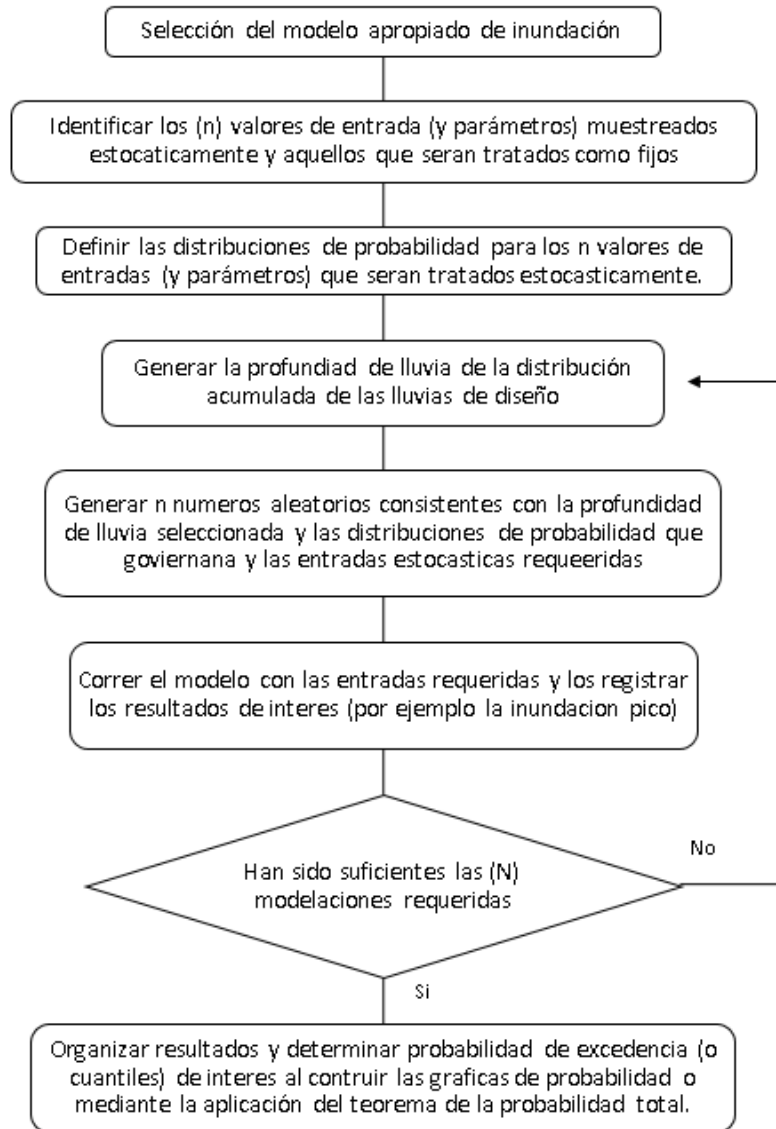 Selección del modelo apropiado de inundación
Identificar los (n) valores de entrada (y parámetros) muestreados
estocaticamente y aquellos que seran tratados como fijos
Definir las distribuciones de probabilidad para los n valores de
entradas (y parámetros) que seran tratados estocasticamente.
Generar la profundiad de lluvia de la distribución
acumulada de las lluvias de diseño
Generar n numeros aleatorios consistentes con la profundidad
de lluvia seleccionada y las distribuciones de probabilidad que
goviernana y las entradas estocasticas requeeridas
Correr el modelo con las entradas requeridas y los registrar
los resultados de interes (por ejemplo la inundacion pico)
Han sido suficientes las (N)
modelaciones requeridas
No
Si
Organizar resultados y determinar probabilidad de excedencia (o
cuantiles) de interes al contruir las graficas de probabilidad o
mediante la aplicación del teorema de la probabilidad total.